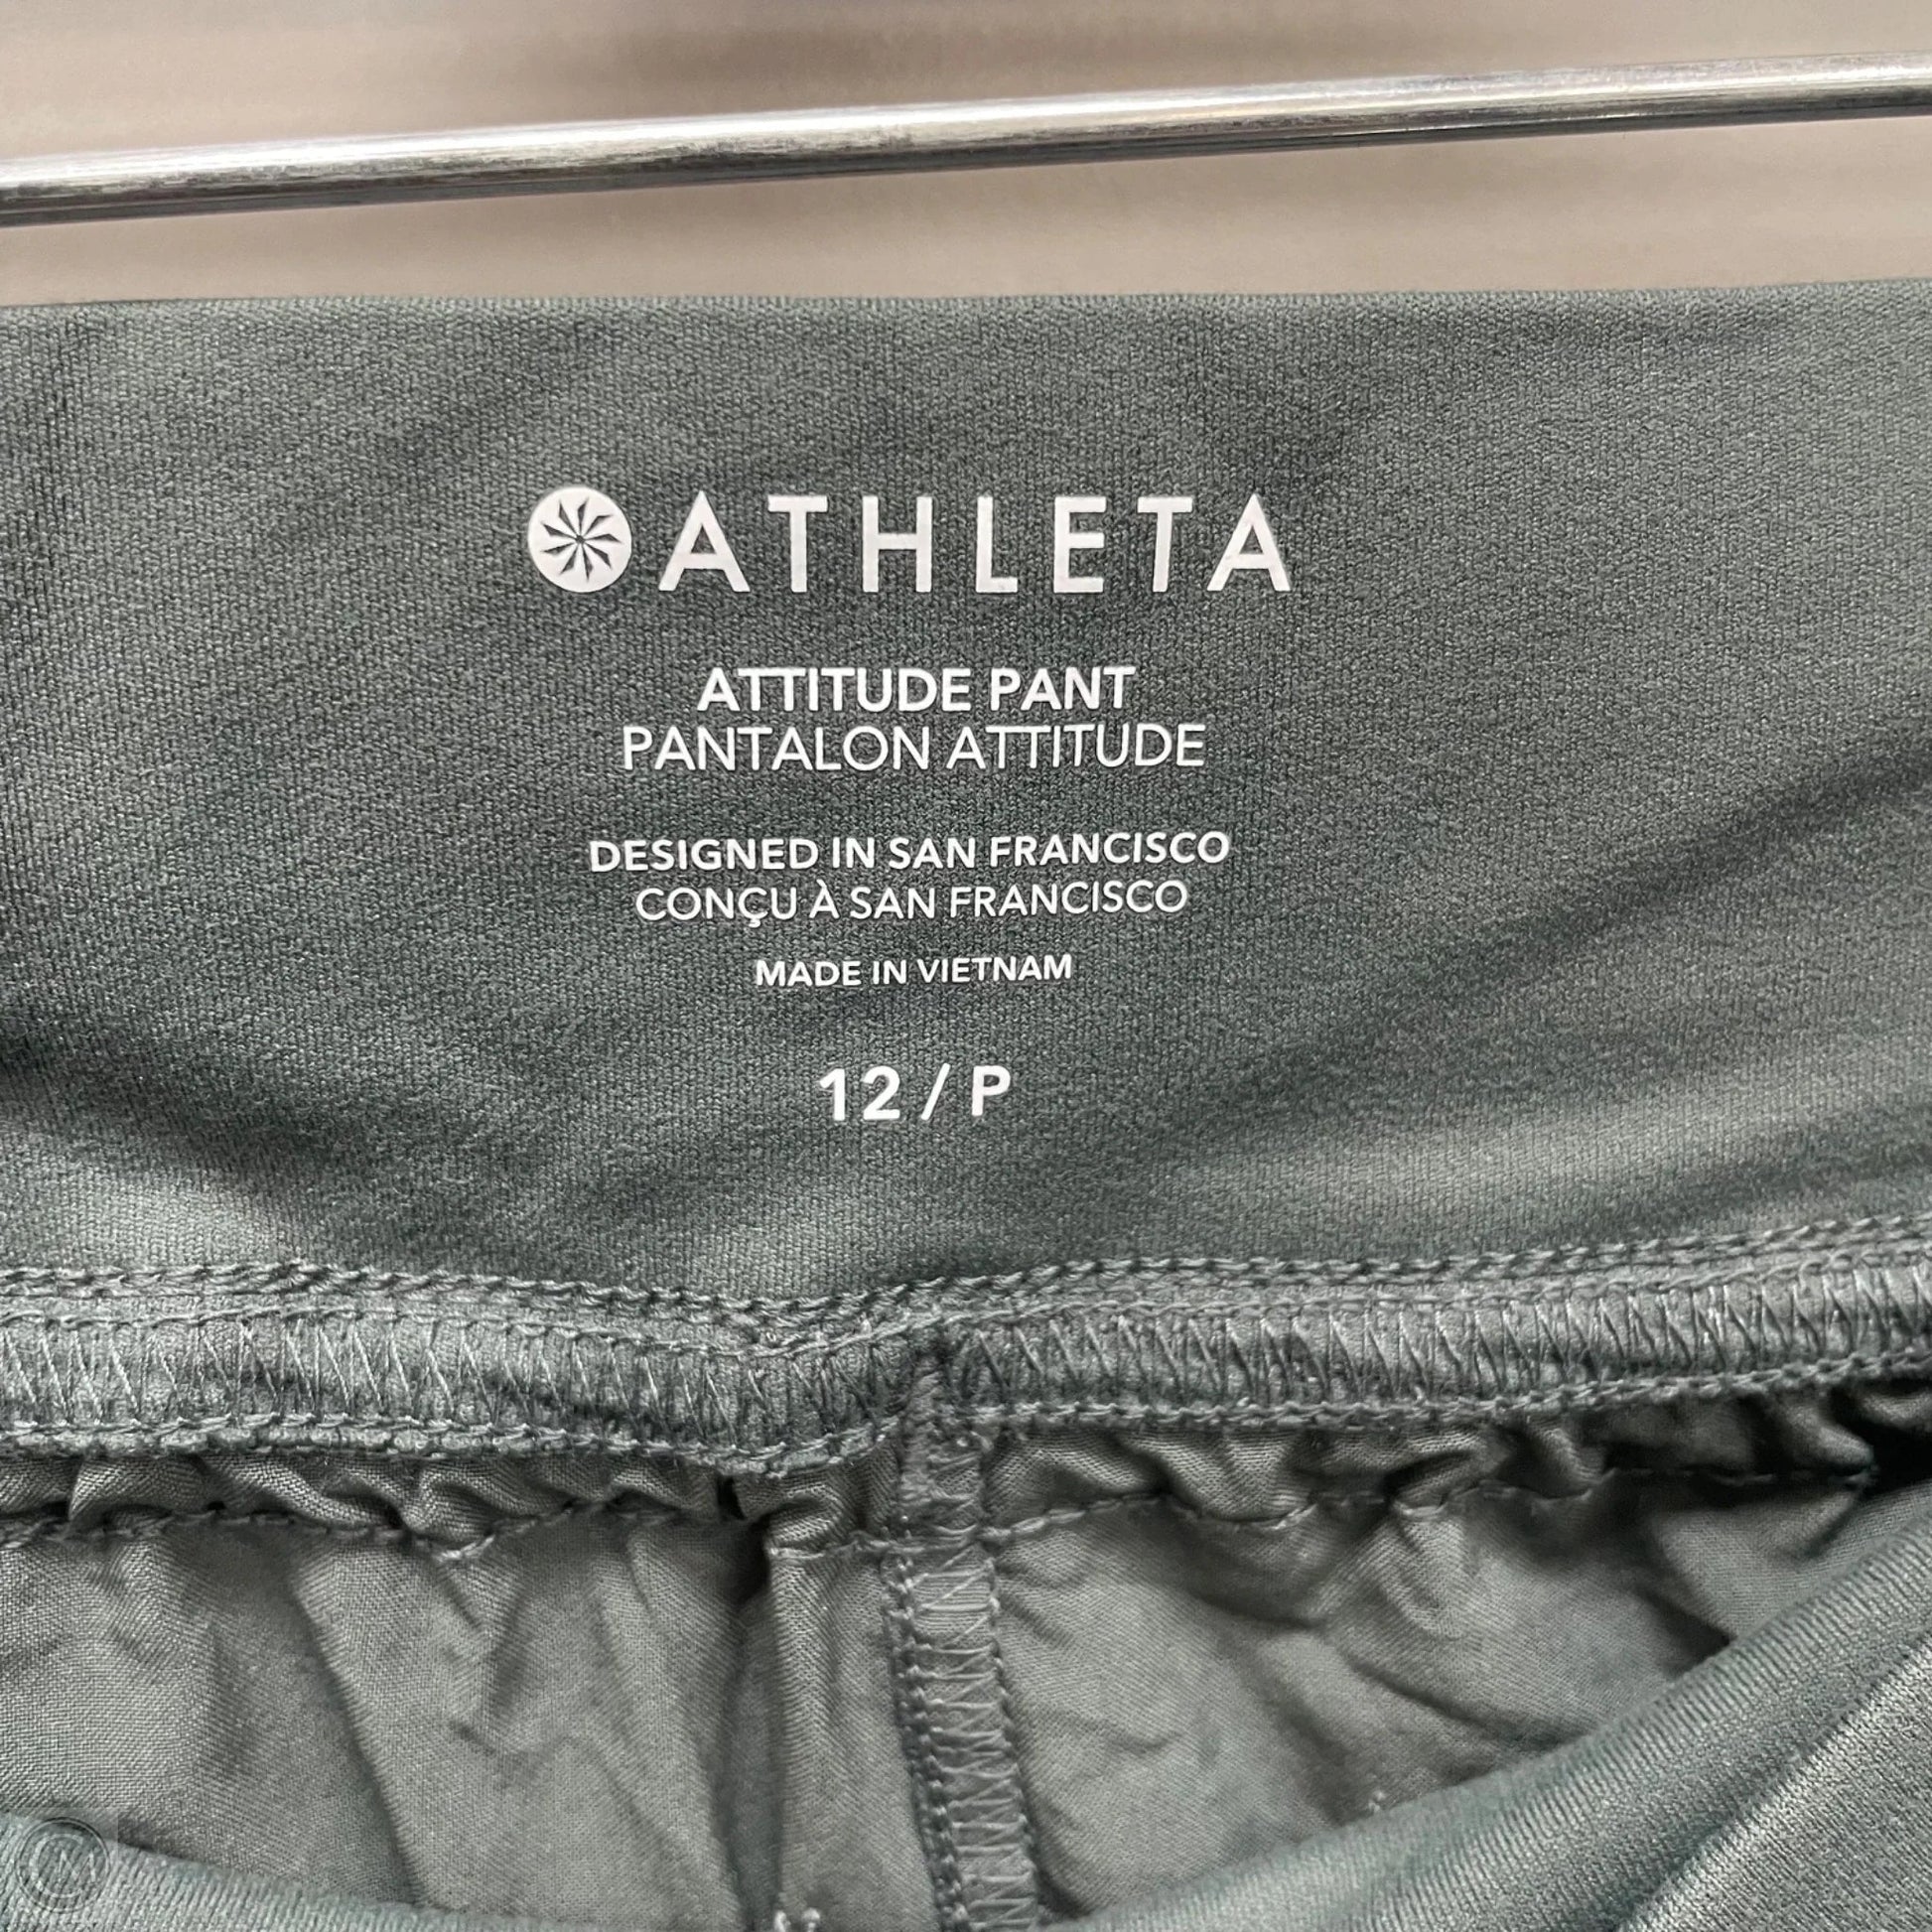 ATHLETA
ATTITUDE PANT
PANTALON ATTITUDE
DESIGNED IN SAN FRANCISCO
CONÇU À SAN FRANCISCO
MADE IN VIETNAM
12 / P